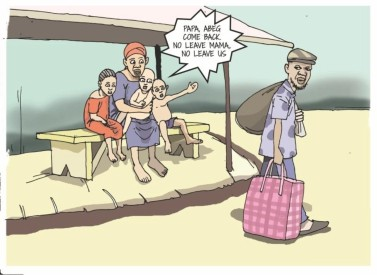 PAPA, ABEG
COME BACK.
NO LEAVE MAMA,
NO LEAVE US